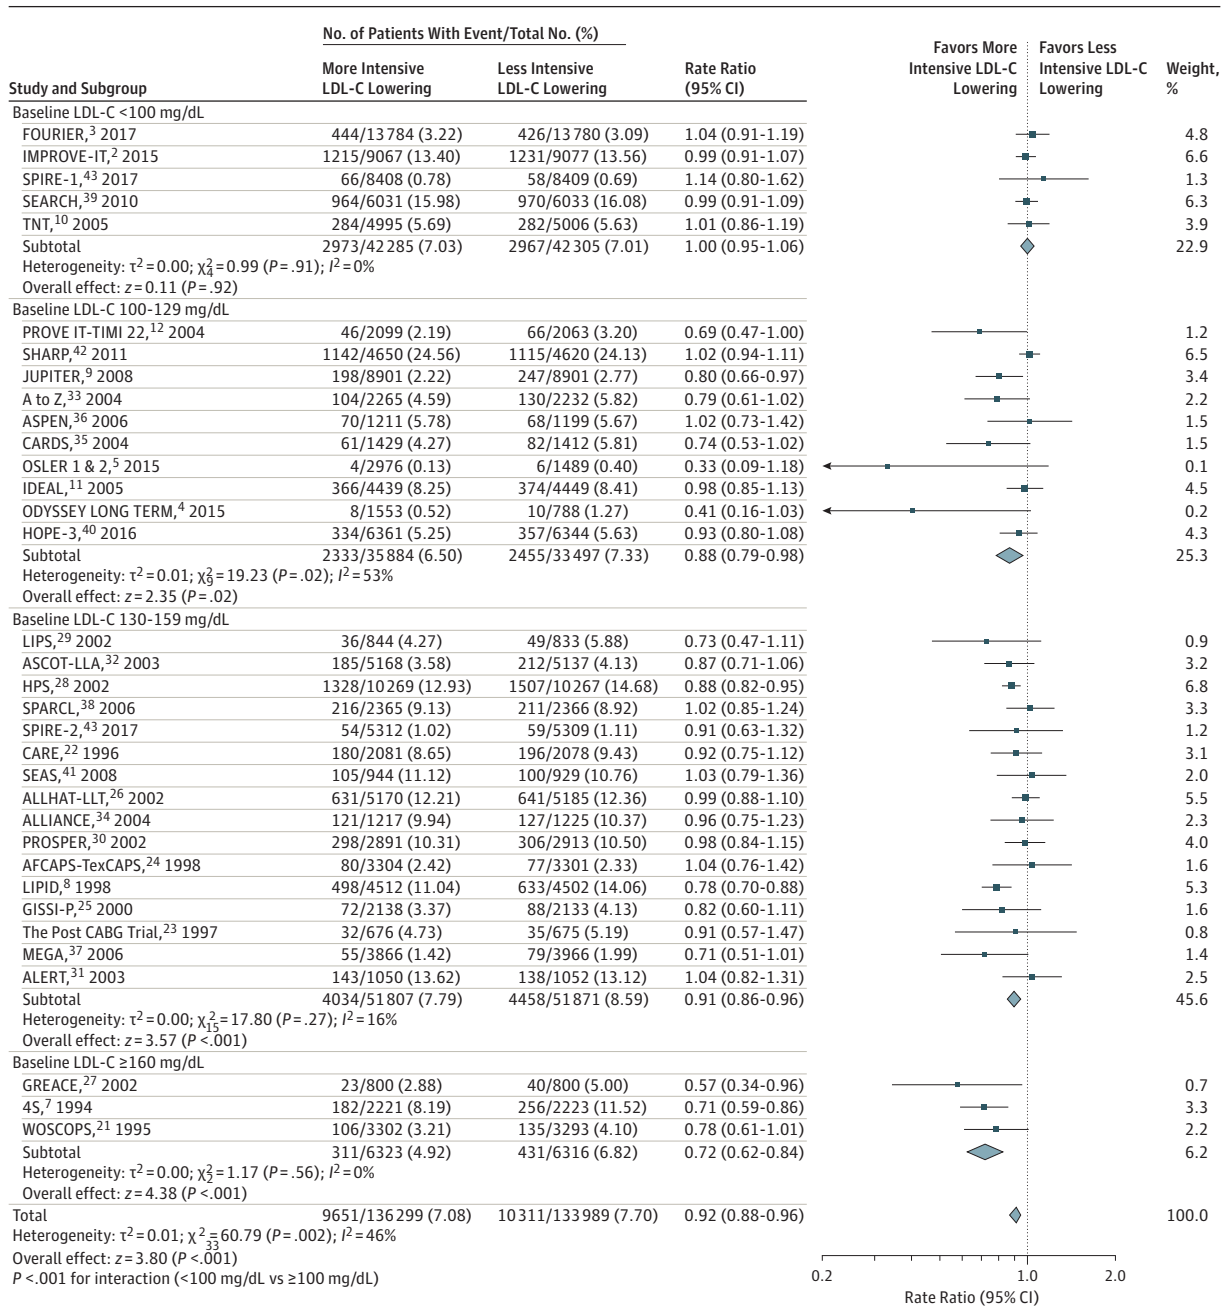 No. of Patients With Event/Total No. (%)
Study and Subgroup More Intensive LDL-C Lowering Less Intensive LDL-C Lowering Rate Ratio (95% CI) Favors More Intensive LDL-C Lowering Favors Less Intensive LDL-C Lowering Weight, %
Baseline LDL-C <100 mg/dL
FOURIER,3 2017 444/13 784 (3.22) 426/13 780 (3.09) 1.04 (0.91-1.19) 4.8
IMPROVE-IT,2 2015 1215/9067 (13.40) 1231/9077 (13.56) 0.99 (0.91-1.07) 6.6
SPIRE-1,43 2017 66/8408 (0.78) 58/8409 (0.69) 1.14 (0.80-1.62) 1.3
SEARCH,39 2010 964/6031 (15.98) 970/6033 (16.08) 0.99 (0.91-1.09) 6.3
TNT,10 2005 284/4995 (5.69) 282/5006 (5.63) 1.01 (0.86-1.19) 3.9
Subtotal 2973/42 285 (7.03) 2967/42 305 (7.01) 1.00 (0.95-1.06) 22.9
Heterogeneity: τ2 = 0.00; χ2 4 = 0.99 (P = .91); I2 = 0%
Overall effect: z = 0.11 (P = .92)
Baseline LDL-C 100-129 mg/dL
PROVE IT-TIMI 22,12 2004 46/2099 (2.19) 66/2063 (3.20) 0.69 (0.47-1.00) 1.2
SHARP,42 2011 1142/4650 (24.56) 1115/4620 (24.13) 1.02 (0.94-1.11) 6.5
JUPITER,9 2008 198/8901 (2.22) 247/8901 (2.77) 0.80 (0.66-0.97) 3.4
A to Z,33 2004 104/2265 (4.59) 130/2232 (5.82) 0.79 (0.61-1.02) 2.2
ASPEN,36 2006 70/1211 (5.78) 68/1199 (5.67) 1.02 (0.73-1.42) 1.5
CARDS,35 2004 61/1429 (4.27) 82/1412 (5.81) 0.74 (0.53-1.02) 1.5
OSLER 1 & 2,5 2015 4/2976 (0.13) 6/1489 (0.40) 0.33 (0.09-1.18) 0.1
IDEAL,11 2005 366/4439 (8.25) 374/4449 (8.41) 0.98 (0.85-1.13) 4.5
ODYSSEY LONG TERM,4 2015 8/1553 (0.52) 10/788 (1.27) 0.41 (0.16-1.03) 0.2
HOPE-3,40 2016 334/6361 (5.25) 357/6344 (5.63) 0.93 (0.80-1.08) 4.3
Subtotal 2333/35 884 (6.50) 2455/33 497 (7.33) 0.88 (0.79-0.98) 25.3
Heterogeneity: τ2 = 0.01; χ2 9 = 19.23 (P = .02); I2 = 53%
Overall effect: z = 2.35 (P = .02)
Baseline LDL-C 130-159 mg/dL
LIPS,29 2002 36/844 (4.27) 49/833 (5.88) 0.73 (0.47-1.11) 0.9
ASCOT-LLA,32 2003 185/5168 (3.58) 212/5137 (4.13) 0.87 (0.71-1.06) 3.2
HPS,28 2002 1328/10 269 (12.93) 1507/10 267 (14.68) 0.88 (0.82-0.95) 6.8
SPARCL,38 2006 216/2365 (9.13) 211/2366 (8.92) 1.02 (0.85-1.24) 3.3
SPIRE-2,43 2017 54/5312 (1.02) 59/5309 (1.11) 0.91 (0.63-1.32) 1.2
CARE,22 1996 180/2081 (8.65) 196/2078 (9.43) 0.92 (0.75-1.12) 3.1
SEAS,41 2008 105/944 (11.12) 100/929 (10.76) 1.03 (0.79-1.36) 2.0
ALLHAT-LLT,26 2002 631/5170 (12.21) 641/5185 (12.36) 0.99 (0.88-1.10) 5.5
ALLIANCE,34 2004 121/1217 (9.94) 127/1225 (10.37) 0.96 (0.75-1.23) 2.3
PROSPER,30 2002 298/2891 (10.31) 306/2913 (10.50) 0.98 (0.84-1.15) 4.0
AFCAPS-TexCAPS,24 1998 80/3304 (2.42) 77/3301 (2.33) 1.04 (0.76-1.42) 1.6
LIPID,8 1998 498/4512 (11.04) 633/4502 (14.06) 0.78 (0.70-0.88) 5.3
GISSI-P,25 2000 72/2138 (3.37) 88/2133 (4.13) 0.82 (0.60-1.11) 1.6
The Post CABG Trial,23 1997 32/676 (4.73) 35/675 (5.19) 0.91 (0.57-1.47) 0.8
MEGA,37 2006 55/3866 (1.42) 79/3966 (1.99) 0.71 (0.51-1.01) 1.4
ALERT,31 2003 143/1050 (13.62) 138/1052 (13.12) 1.04 (0.82-1.31) 2.5
Subtotal 4034/51 807 (7.79) 4458/51 871 (8.59) 0.91 (0.86-0.96) 45.6
Heterogeneity: τ2 = 0.00; χ2 15 = 17.80 (P = .27); I2 = 16%
Overall effect: z = 3.57 (P <.001)
Baseline LDL-C ≥160 mg/dL
GREACE,27 2002 23/800 (2.88) 40/800 (5.00) 0.57 (0.34-0.96) 0.7
4S,7 1994 182/2221 (8.19) 256/2223 (11.52) 0.71 (0.59-0.86) 3.3
WOSCOPS,21 1995 106/3302 (3.21) 135/3293 (4.10) 0.78 (0.61-1.01) 2.2
Subtotal 311/6323 (4.92) 431/6316 (6.82) 0.72 (0.62-0.84) 6.2
Heterogeneity: τ2 = 0.00; χ2 2 = 1.17 (P = .56); I2 = 0%
Overall effect: z = 4.38 (P <.001)
Total 9651/136 299 (7.08) 10 311/133 989 (7.70) 0.92 (0.88-0.96) 100.0
Heterogeneity: τ2 = 0.01; χ2 33 = 60.79 (P = .002); I2 = 46%
Overall effect: z = 3.80 (P <.001)
P <.001 for interaction (<100 mg/dL vs ≥100 mg/dL)
0.2 1.0 2.0
Rate Ratio (95% CI)